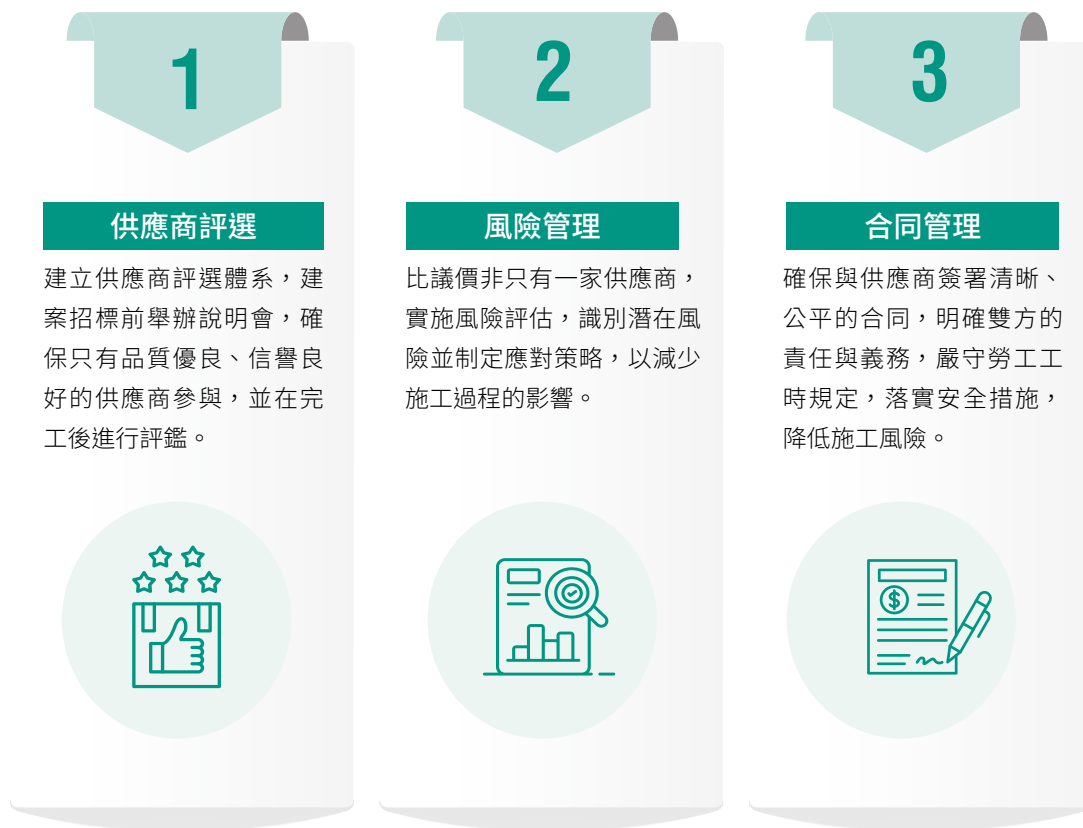 1
供應商評選
建立供應商評選體系，建
案招標前舉辦說明會，確
保只有品質優良、信譽良
好的供應商參與，並在完
工後進行評鑑。
2
風險管理
比議價非只有一家供應商，
實施風險評估，識別潛在風
險並制定應對策略，以減少
施工過程的影響。
3
合同管理
確保與供應商簽署清晰、
公平的合同，明確雙方的
責任與義務，嚴守勞工工
時規定，落實安全措施，
降低施工風險。
$